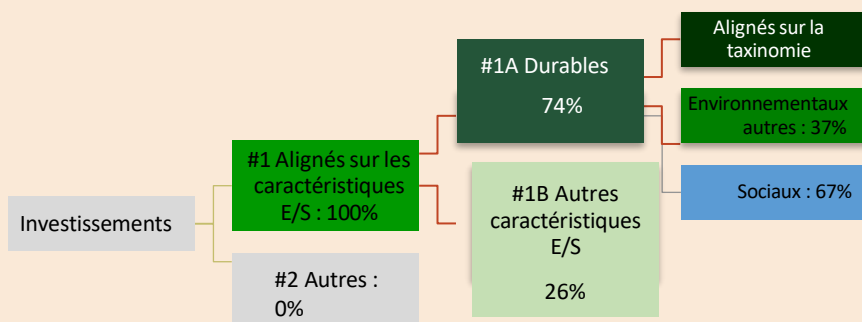 Investissements
#1 Alignés sur les
caractéristiques
E/S : 100%
#2 Autres :
0%
#1A Durables
74%
#1B Autres
caractéristiques
E/S
26%
Alignés sur la
taxinomie
Environnementaux
autres : 37%
Sociaux : 67%